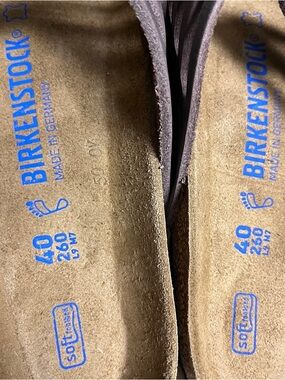 BIRKENSTOCK®
MADE IN GERMANY
40
260
L9 M7
soft
footbed
BIRKENSTOCK®
MADE IN GERMANY
40
260
L9 M7
soft
footbed